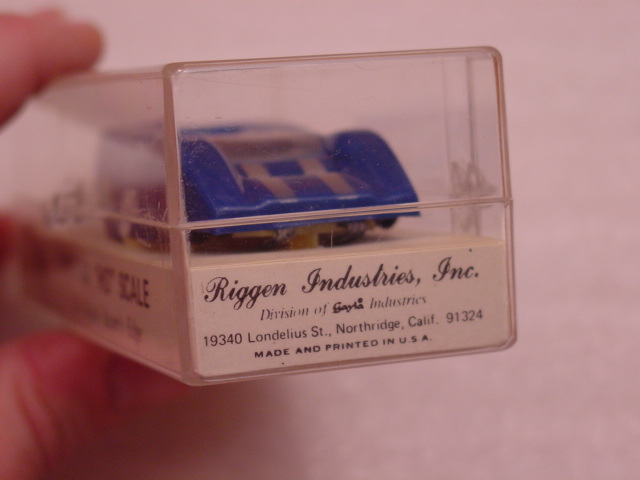 Riggen Industries, Inc.
Division of Gayla Industries
19340 Londelius St., Northridge, Calif. 91324
MADE AND PRINTED IN U.S.A.
SCALE